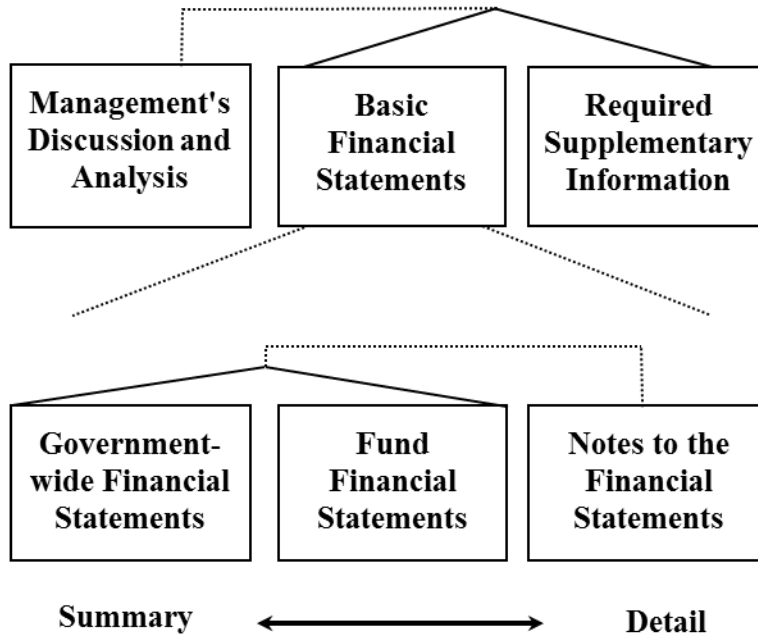 Management's
Discussion and
Analysis
Basic
Financial
Statements
Required
Supplementary
Information
Government-
wide Financial
Statements
Fund
Financial
Statements
Notes to the
Financial
Statements
Summary
Detail